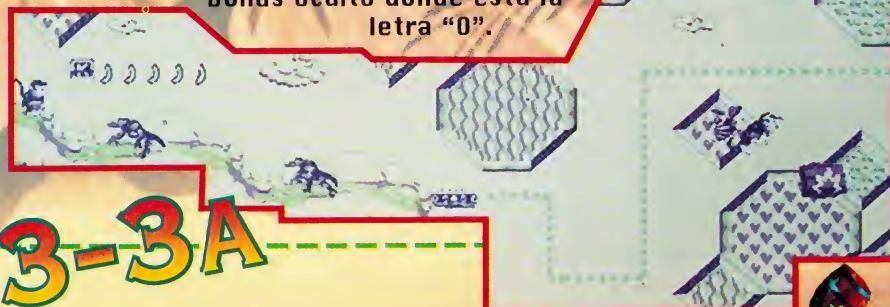 Bonus oculto donde está la
letra “O”.
3-3A